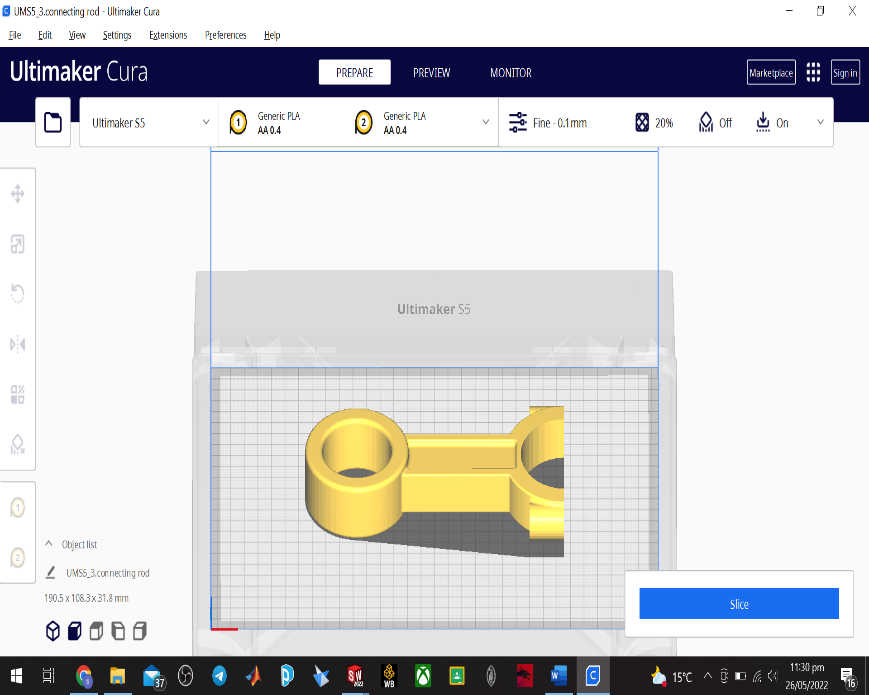 UMS5_3.connecting rod - Ultimaker Cura
File Edit View Settings Extensions Preferences Help
Ultimaker Cura
PREPARE PREVIEW MONITOR
Marketplace
Sign in
Ultimaker S5
1 Generic PLA
AA 0.4
2 Generic PLA
AA 0.4
Fine - 0.1mm
20%
Off
On
Ultimaker S5
1
2
Object list
UMS5_3.connecting rod
190.5 x 108.3 x 31.8 mm
Slice
37
SW
2022
WB
15°C
11:30 pm
26/05/2022
16